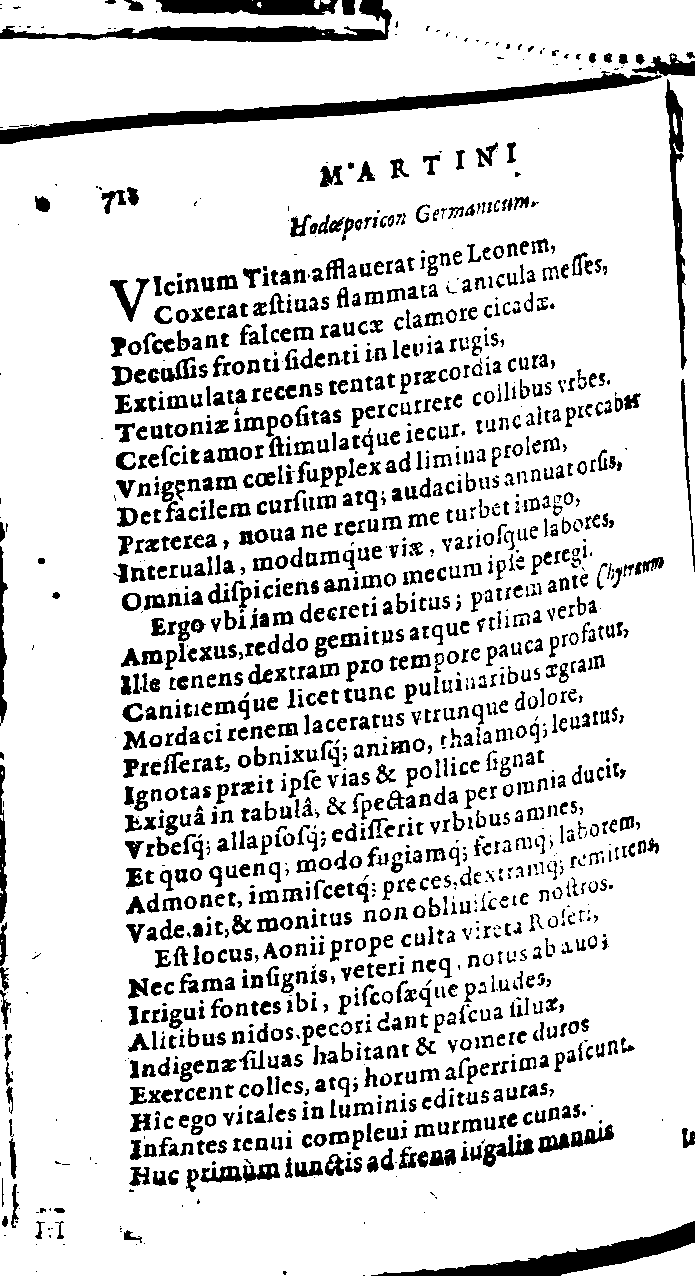 718 MARTINI
Hodœporicon Germanicum.
VIcinum Titan afflauerat igne Leonem,
Coxerat æſtiuas flammata Canicula meſſes,
Poſcebant falcem raucæ clamore cicadæ.
Decuſſis fronti ſidenti in leuia rugis,
Extimulata recens tentat præcordia cura,
Teutoniæ impoſitas percurrere collibus vrbes.
Creſcit amor ſtimulatq́ue iecur. tunc alta precabar
Vnigenam cœli ſupplex ad limina prolem,
Det facilem curſum atq; audacibus annuat orſis,
Præterea, noua ne rerum me turbet imago,
Interualla, modumq́ue viæ, varioſque labores,
Omnia diſpiciens animo mecum ipſe peregi.
Ergo vbi iam decreti abitus; patrem ante Chytræum
Amplexus, reddo gemitus atque vltima verba
Ille tenens dextram pro tempore pauca profatur,
Canitiemq́ue licet tunc puluinaribus ægram
Mordaci renem laceratus vtrunque dolore,
Preſſerat, obnixuſq́; animo, thalamoq́; leuatus,
Ignotas præit ipſe vias & pollice ſignat
Exiguâ in tabulâ, & ſpectanda per omnia ducit,
Vrbeſq́; allapſoſq́; ediſſerit vrbibus amnes,
Et quo quenq; modo fugiamq́; feramq́; laborem,
Admonet, immiſcetq́; preces, dextramq́; remittens,
Vade. ait, & monitus non obliuiſcere noſtros.
Eſt locus, Aonii prope culta vireta Roſeti,
Nec fama inſignis, veteri neq, notus ab auo;
Irrigui fontes ibi, piſcoſæq́ue paludes,
Alitibus nidos, pecori dant paſcua ſiluæ,
Indigenæ ſiluas habitant & vomere duros
Exercent colles, atq; horum aſperrima paſcunt.
Hic ego vitales in luminis editus auras,
Infantes tenui compleui murmure cunas.
Huc primùm iunctis ad frena iugalia mannis